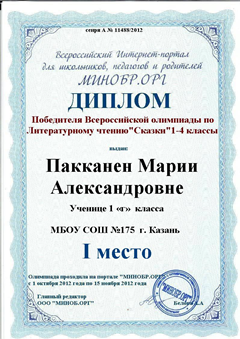 серия А № 11488/2012
Всероссийский Интернет-портал
для школьников, педагогов и родителей
МИНОБР.ОРГ
ДИПЛОМ
Победителя Всероссийской олимпиады по
Литературному чтению"Сказки"1-4 классы
выдан:
Пакканен Марии
Александровне
Ученице 1 «г» класса
МБОУ СОШ №175 г. Казань
I место
Олимпиада проходила на портале "МИНОБР.ОРГ"
с 1 октября 2012 года по 15 ноября 2012 года
Главный редактор
ООО "МИНОБ.ОРГ"